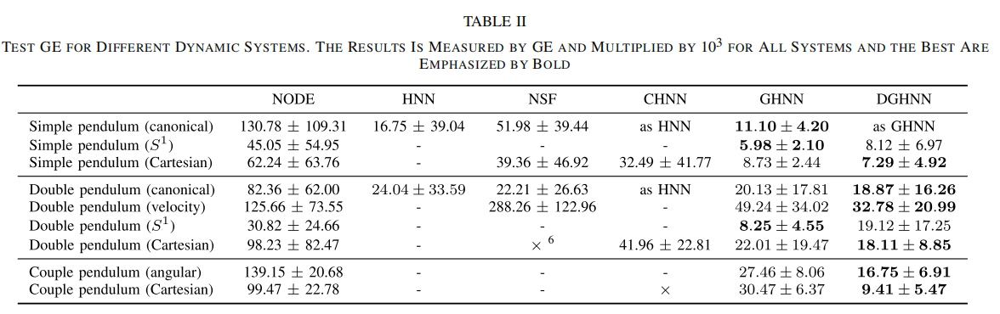 TABLE II
TEST GE FOR DIFFERENT DYNAMIC SYSTEMS. THE RESULTS IS MEASURED BY GE AND MULTIPLIED BY 10³ FOR ALL SYSTEMS AND THE BEST ARE
EMPHASIZED BY BOLD
NODE HNN NSF CHNN GHNN DGHNN
Simple pendulum (canonical) 130.78 ± 109.31 16.75 ± 39.04 51.98 ± 39.44 as HNN 11.10 ± 4.20 as GHNN
Simple pendulum (S¹) 45.05 ± 54.95 - - - 5.98 ± 2.10 8.12 ± 6.97
Simple pendulum (Cartesian) 62.24 ± 63.76 - 39.36 ± 46.92 32.49 ± 41.77 8.73 ± 2.44 7.29 ± 4.92
Double pendulum (canonical) 82.36 ± 62.00 24.04 ± 33.59 22.21 ± 26.63 as HNN 20.13 ± 17.81 18.87 ± 16.26
Double pendulum (velocity) 125.66 ± 73.55 - 288.26 ± 122.96 - 49.24 ± 34.02 32.78 ± 20.99
Double pendulum (S¹) 30.82 ± 24.66 - - - 8.25 ± 4.55 19.12 ± 17.25
Double pendulum (Cartesian) 98.23 ± 82.47 - × ⁶ 41.96 ± 22.81 22.01 ± 19.47 18.11 ± 8.85
Couple pendulum (angular) 139.15 ± 20.68 - - - 27.46 ± 8.06 16.75 ± 6.91
Couple pendulum (Cartesian) 99.47 ± 22.78 - - × 30.47 ± 6.37 9.41 ± 5.47